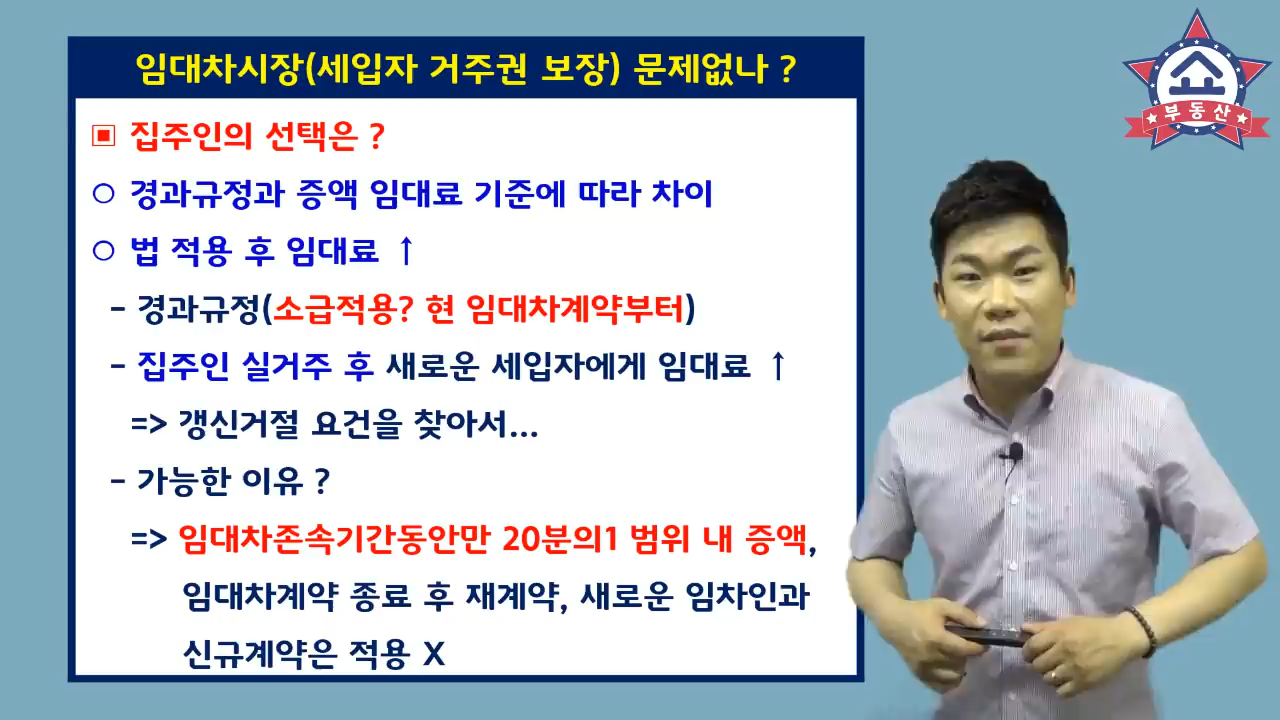 임대차시장(세입자 거주권 보장) 문제없나 ?
▣ 집주인의 선택은 ?
○ 경과규정과 증액 임대료 기준에 따라 차이
○ 법 적용 후 임대료 ↑
- 경과규정(소급적용? 현 임대차계약부터)
- 집주인 실거주 후 새로운 세입자에게 임대료 ↑
=> 갱신거절 요건을 찾아서...
- 가능한 이유 ?
=> 임대차존속기간동안만 20분의1 범위 내 증액,
임대차계약 종료 후 재계약, 새로운 임차인과
신규계약은 적용 X
부동산